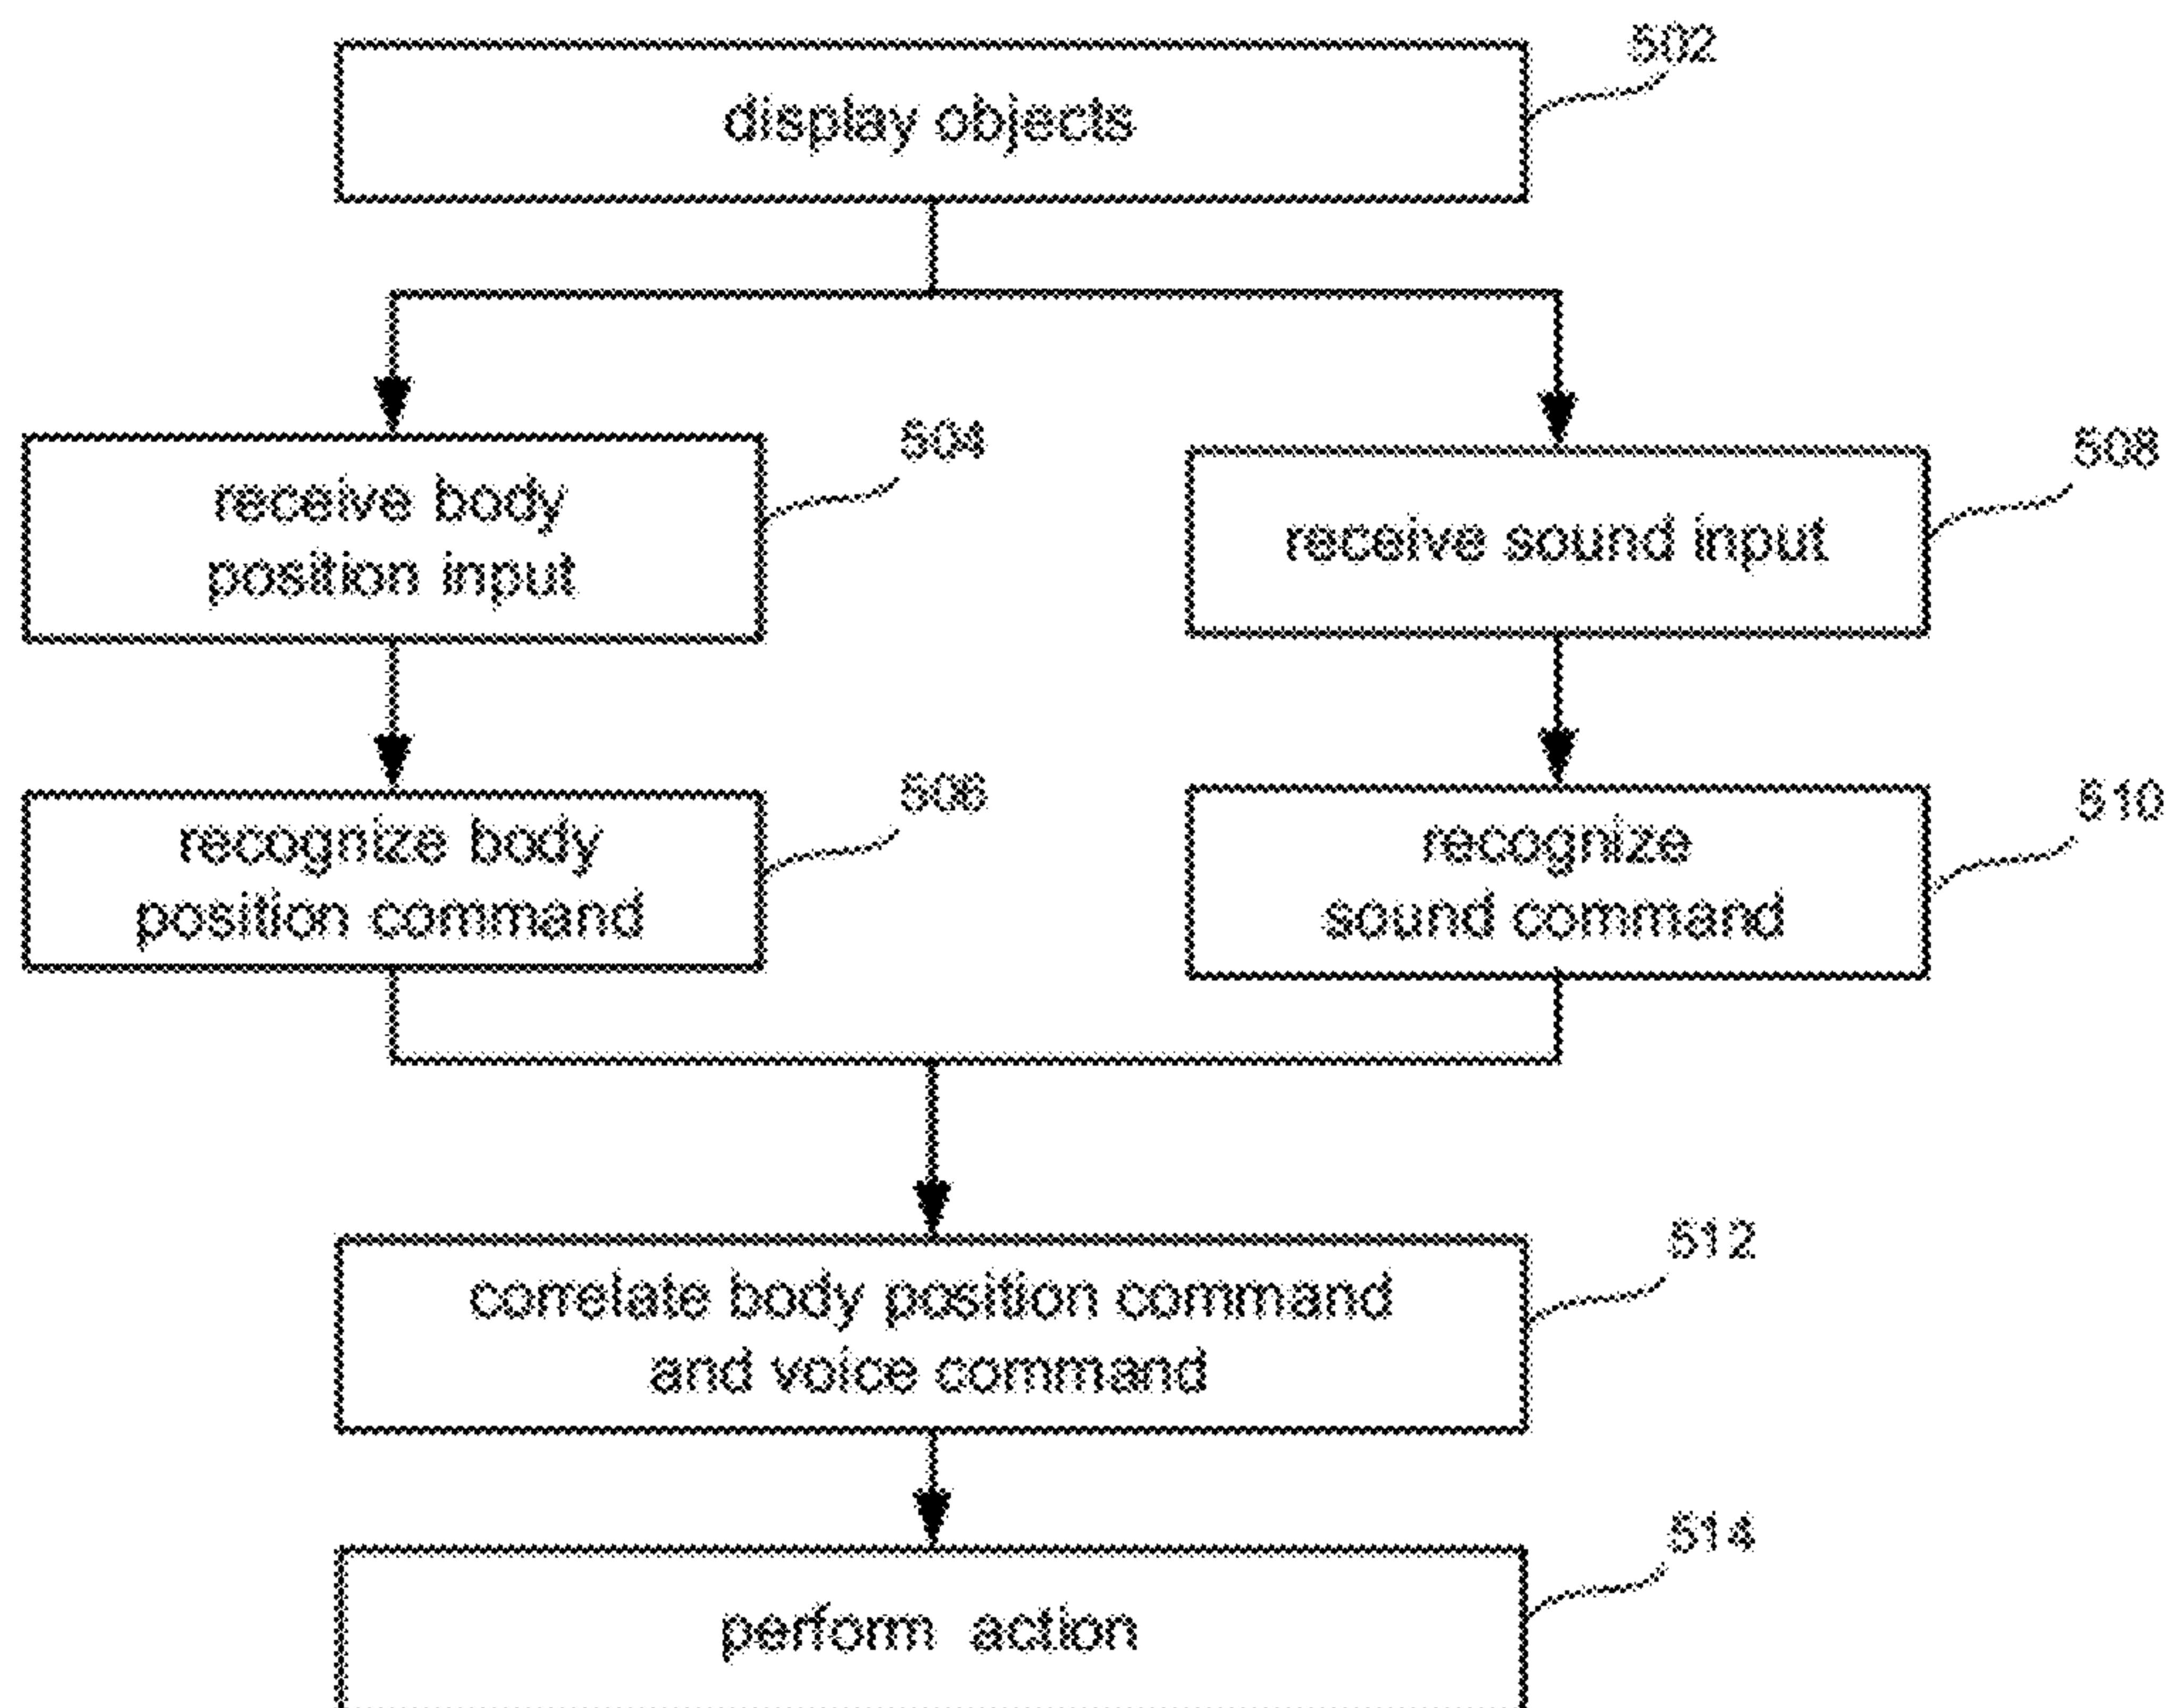 502
display objects
504
receive body
position input
508
receive sound input
506
recognize body
position command
510
recognize
sound command
512
correlate body position command
and voice command
514
perform action